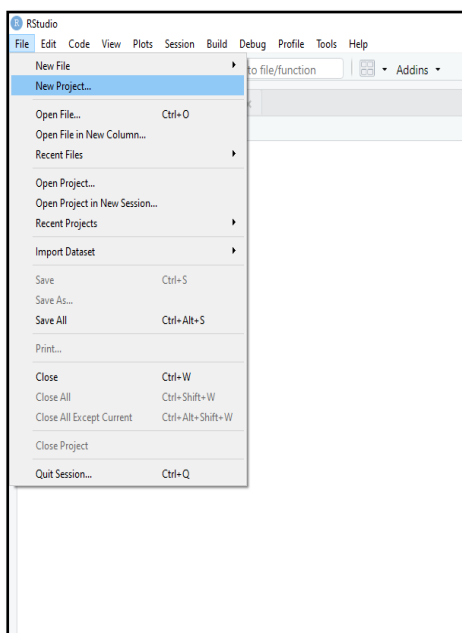 RStudio
File Edit Code View Plots Session Build Debug Profile Tools Help
to file/function Addins
New File
New Project...
Open File... Ctrl+O
Open File in New Column...
Recent Files
Open Project...
Open Project in New Session...
Recent Projects
Import Dataset
Save Ctrl+S
Save As...
Save All Ctrl+Alt+S
Print...
Close Ctrl+W
Close All Ctrl+Shift+W
Close All Except Current Ctrl+Alt+Shift+W
Close Project
Quit Session... Ctrl+Q